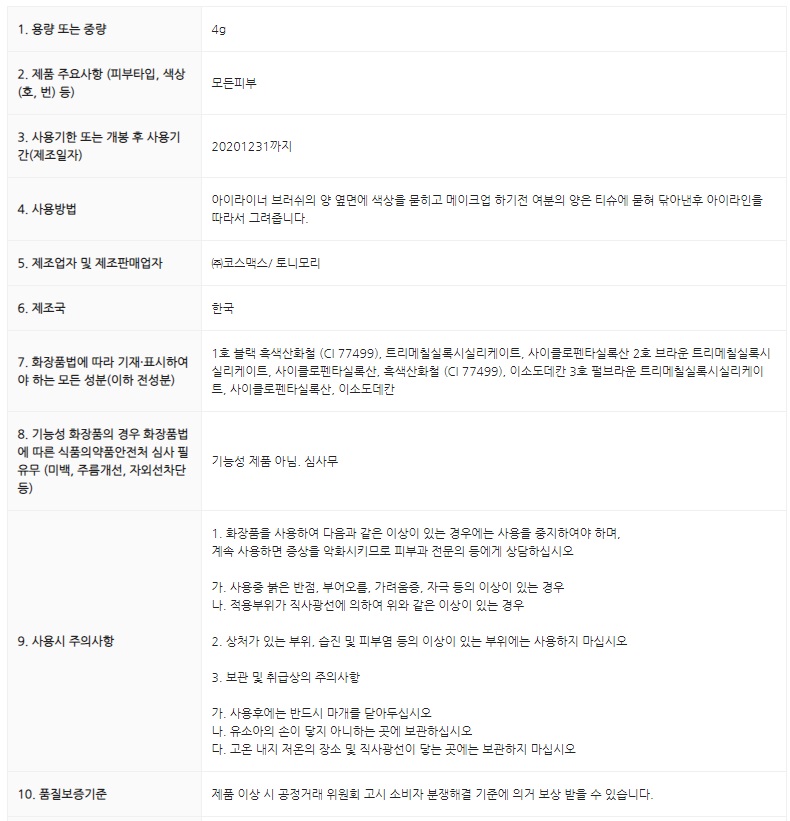 1. 용량 또는 중량
4g
2. 제품 주요사항 (피부타입, 색상
(호, 번) 등)
모든피부
3. 사용기한 또는 개봉 후 사용기
간(제조일자)
20201231까지
4. 사용방법
아이라이너 브러쉬의 양 옆면에 색상을 묻히고 메이크업 하기전 여분의 양은 티슈에 묻혀 닦아낸후 아이라인을
따라서 그려줍니다.
5. 제조업자 및 제조판매업자
㈜코스맥스/ 토니모리
6. 제조국
한국
7. 화장품법에 따라 기재·표시하여
야 하는 모든 성분(이하 전성분)
1호 블랙 흑색산화철 (CI 77499), 트리메칠실록시실리케이트, 사이클로펜타실록산 2호 브라운 트리메칠실록시
실리케이트, 사이클로펜타실록산, 흑색산화철 (CI 77499), 이소도데칸 3호 펄브라운 트리메칠실록시실리케이
트, 사이클로펜타실록산, 이소도데칸
8. 기능성 화장품의 경우 화장품법
에 따른 식품의약품안전처 심사 필
유무 (미백, 주름개선, 자외선차단
등)
기능성 제품 아님. 심사무
9. 사용시 주의사항
1. 화장품을 사용하여 다음과 같은 이상이 있는 경우에는 사용을 중지하여야 하며,
계속 사용하면 증상을 악화시키므로 피부과 전문의 등에게 상담하십시오
가. 사용중 붉은 반점, 부어오름, 가려움증, 자극 등의 이상이 있는 경우
나. 적용부위가 직사광선에 의하여 위와 같은 이상이 있는 경우
2. 상처가 있는 부위, 습진 및 피부염 등의 이상이 있는 부위에는 사용하지 마십시오
3. 보관 및 취급상의 주의사항
가. 사용후에는 반드시 마개를 닫아두십시오
나. 유소아의 손이 닿지 아니하는 곳에 보관하십시오
다. 고온 내지 저온의 장소 및 직사광선이 닿는 곳에는 보관하지 마십시오
10. 품질보증기준
제품 이상 시 공정거래 위원회 고시 소비자 분쟁해결 기준에 의거 보상 받을 수 있습니다.